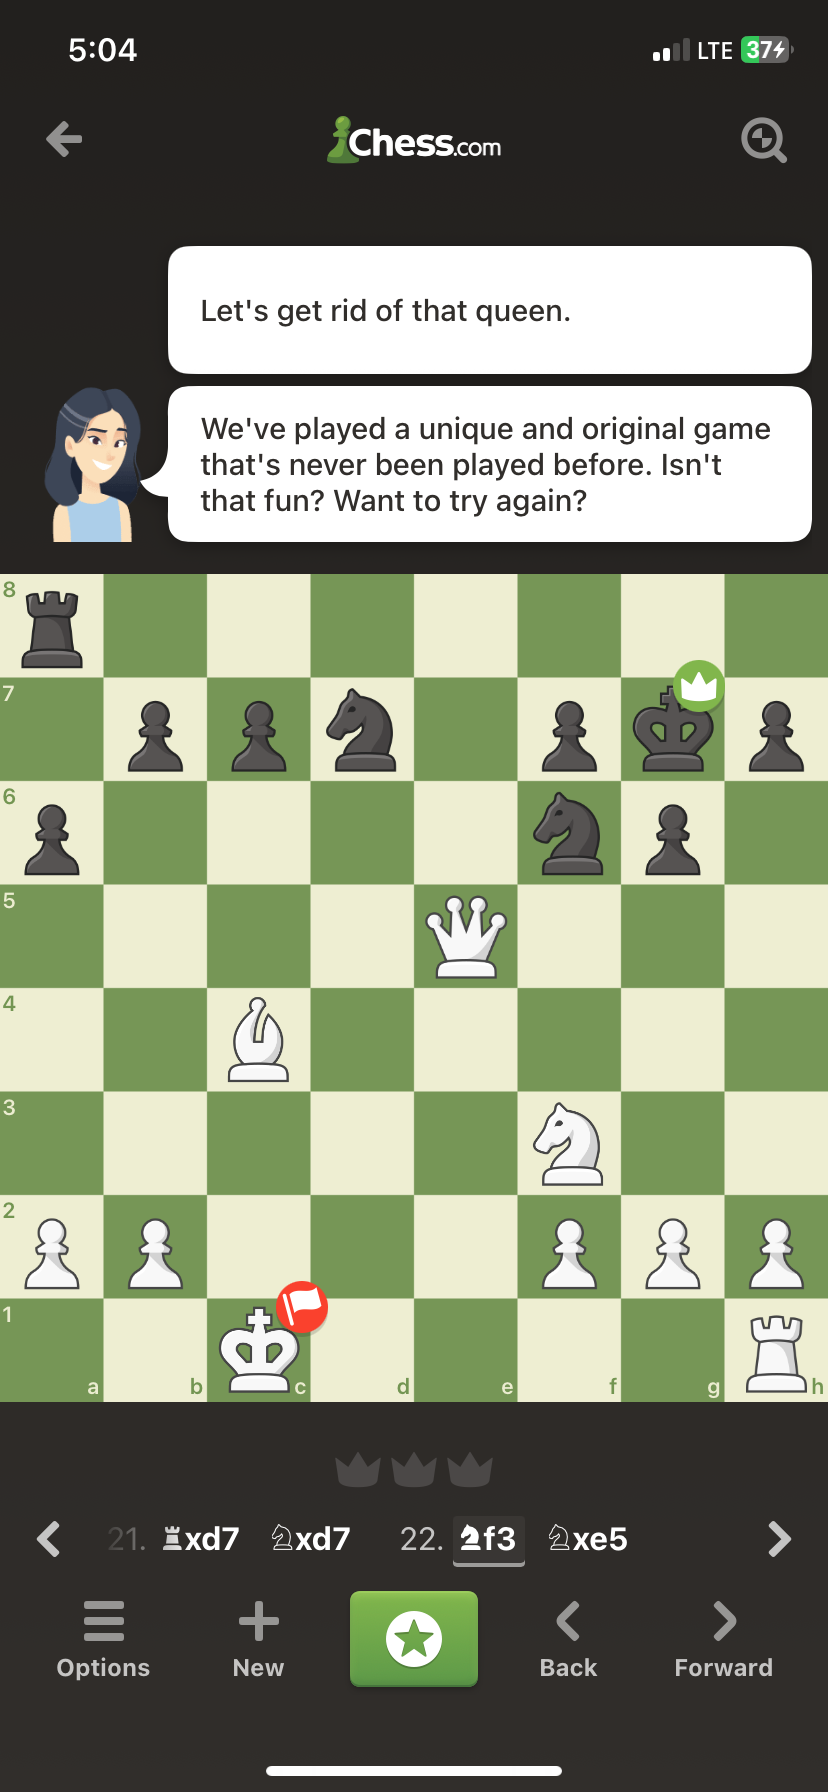 5:04
LTE 37
Chess.com
Let's get rid of that queen.
We've played a unique and original game
that's never been played before. Isn't
that fun? Want to try again?
8
7
6
5
4
3
2
1
a b c d e f g h
21. ♜xd7 ♘xd7 22. ♞f3 ♘xe5
Options New Back Forward